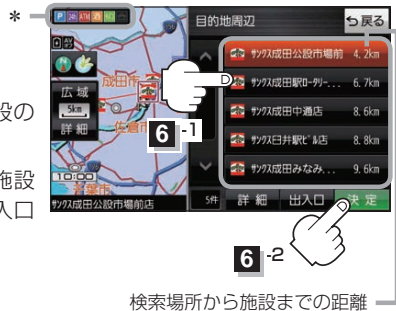 *
P 24h ATM
目的地周辺
戻る
広域
5km
詳細
10:00
成田市
佐倉市
千葉市
サンクス成田公設市場前店
サンクス成田公設市場前 4.2km
サンクス成田駅ロータリー... 6.7km
サンクス成田中通店 8.6km
サンクス臼井駅ビル店 8.8km
サンクス成田みなみ... 9.6km
5件 詳細 出入口 決定
6-1
6-2
設の
施設
入口
検索場所から施設までの距離